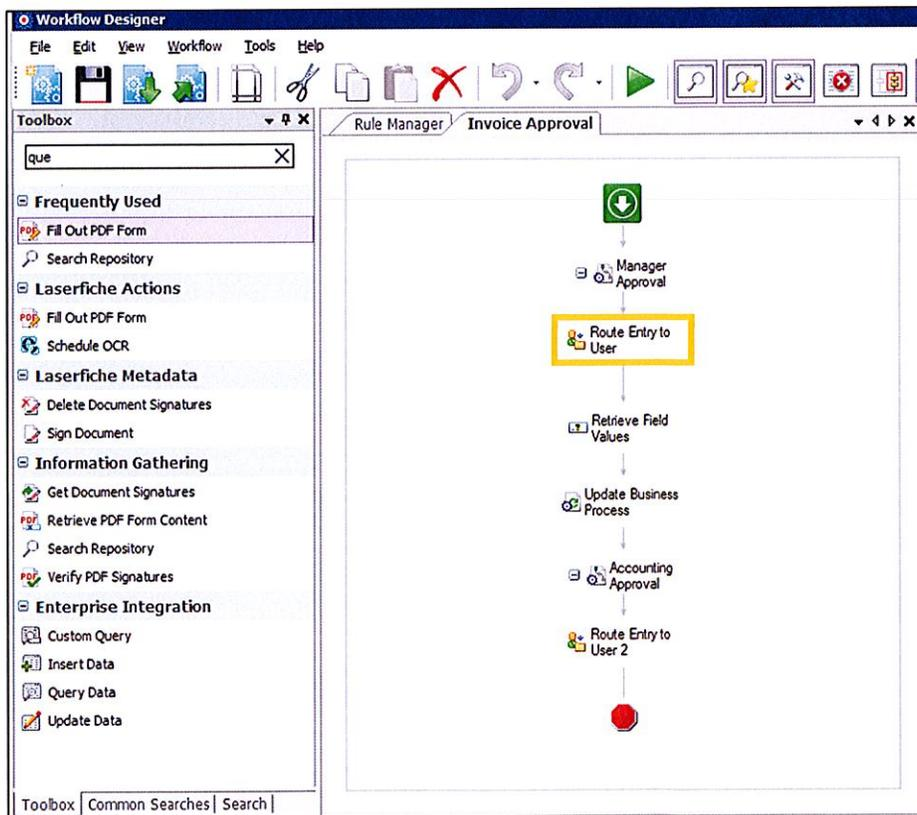 Workflow Designer
File Edit View Workflow Tools Help
Toolbox
que
Frequently Used
Fill Out PDF Form
Search Repository
Laserfiche Actions
Fill Out PDF Form
Schedule OCR
Laserfiche Metadata
Delete Document Signatures
Sign Document
Information Gathering
Get Document Signatures
Retrieve PDF Form Content
Search Repository
Verify PDF Signatures
Enterprise Integration
Custom Query
Insert Data
Query Data
Update Data
Toolbox Common Searches Search
Rule Manager Invoice Approval
Manager
Approval
Route Entry to
User
Retrieve Field
Values
Update Business
Process
Accounting
Approval
Route Entry to
User 2